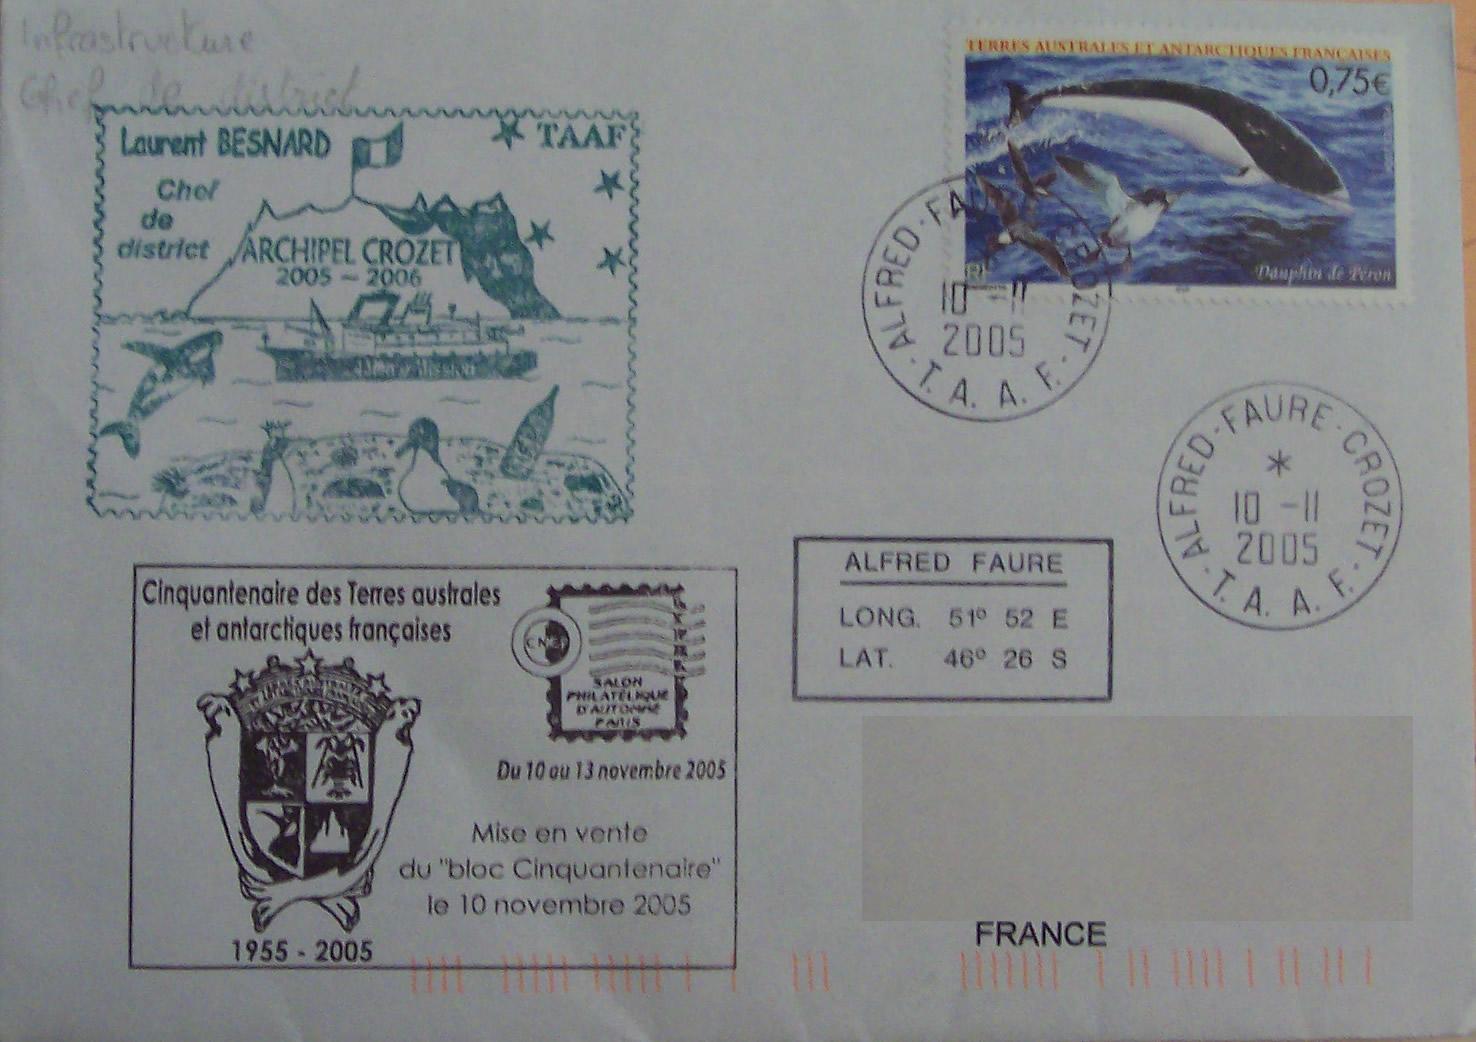 Infrastructure
Chef de district
Laurent BESNARD
TAAF
Chef
de
district
ARCHIPEL CROZET
2005 - 2006
Mission
TERRES AUSTRALES ET ANTARCTIQUES FRANÇAISES
0,75€
Dauphin de Péron
ALFRED-FAURE-CROZET
10 -11
2005
T. A. A. F.
ALFRED-FAURE-CROZET
*
10 -11
2005
T. A. A. F.
ALFRED FAURE
LONG. 51° 52 E
LAT. 46° 26 S
Cinquantenaire des Terres australes
et antarctiques françaises
SALON
PHILATÉLIQUE
D'AUTOMNE
PARIS
Du 10 au 13 novembre 2005
Mise en vente
du "bloc Cinquantenaire"
le 10 novembre 2005
1955 - 2005
FRANCE